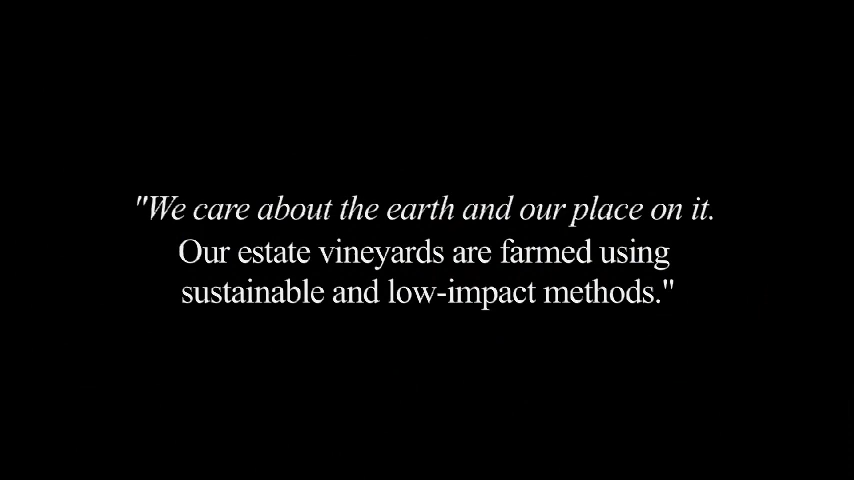 "We care about the earth and our place on it.
Our estate vineyards are farmed using
sustainable and low-impact methods."